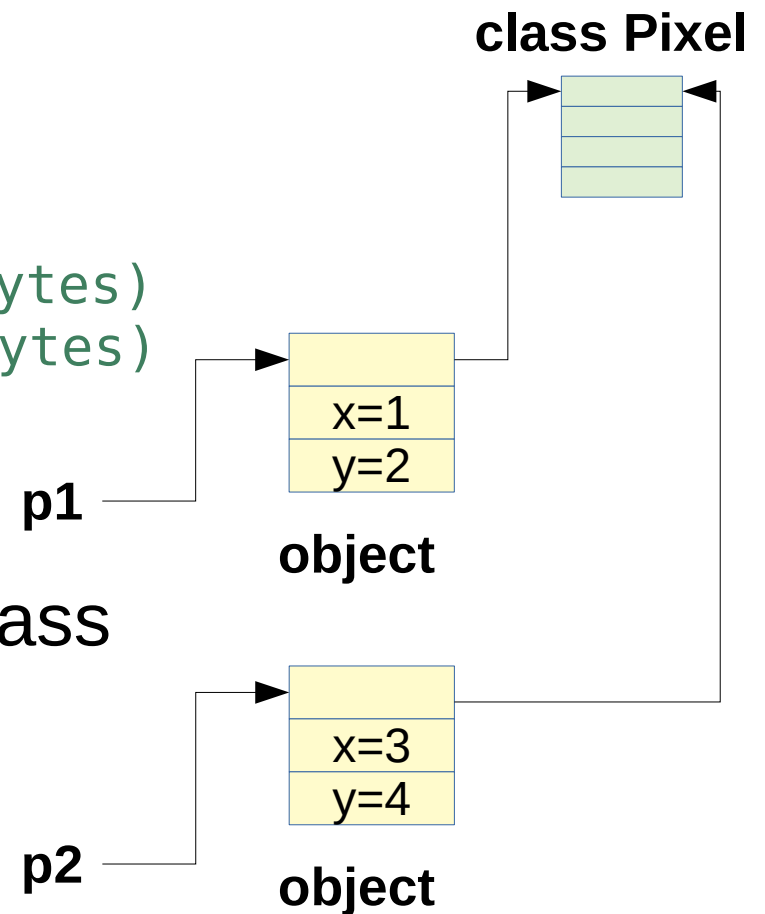 class Pixel
ytes)
ytes)
x=1
y=2
p1
object
ass
x=3
y=4
p2
object